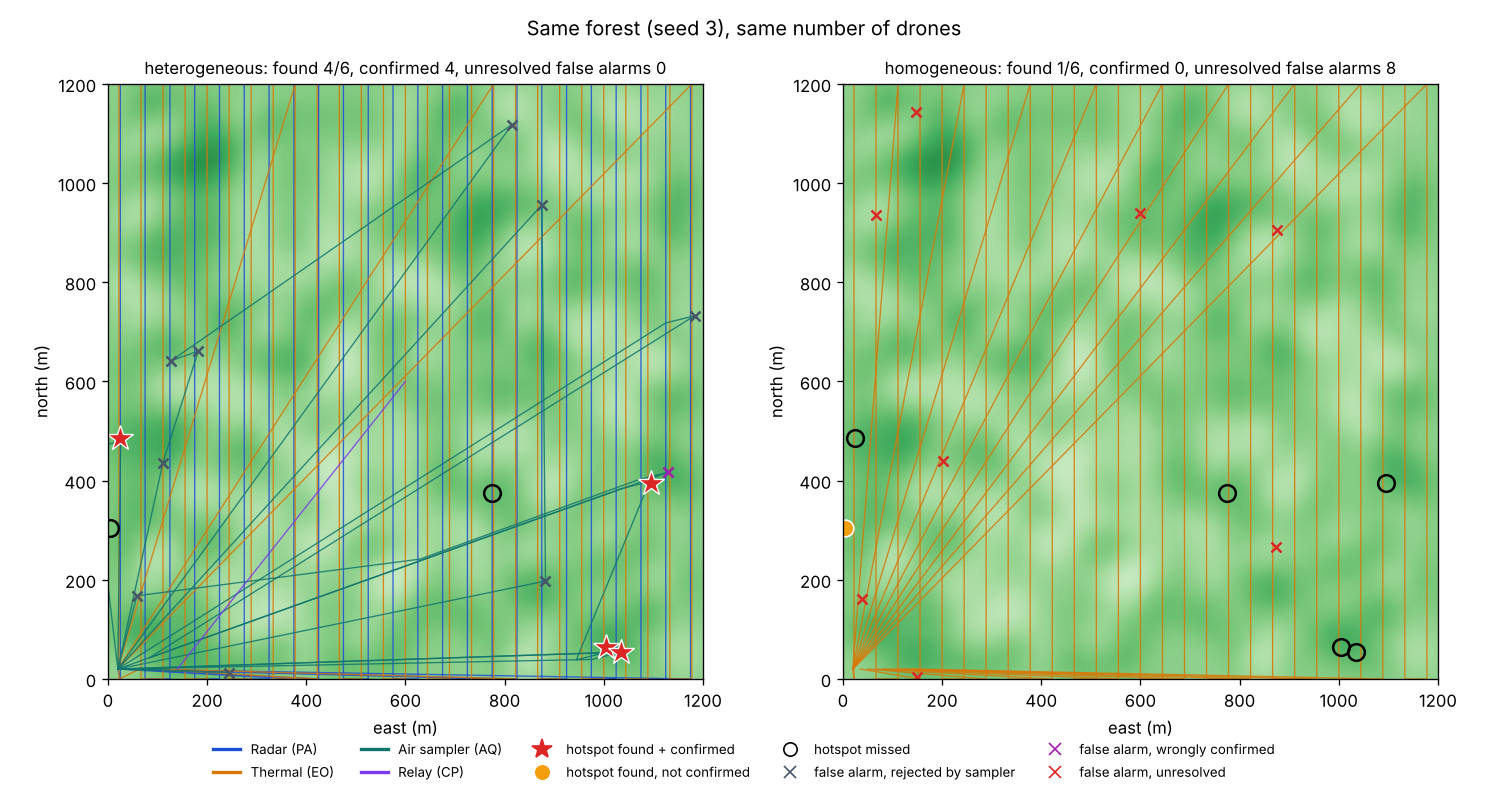 Same forest (seed 3), same number of drones
heterogeneous: found 4/6, confirmed 4, unresolved false alarms 0
1200
1000
800
600
400
200
0
north (m)
0 200 400 600 800 1000 1200
east (m)
homogeneous: found 1/6, confirmed 0, unresolved false alarms 8
1200
1000
800
600
400
200
0
north (m)
0 200 400 600 800 1000 1200
east (m)
Radar (PA)
Thermal (EO)
Air sampler (AQ)
Relay (CP)
hotspot found + confirmed
hotspot found, not confirmed
hotspot missed
false alarm, rejected by sampler
false alarm, wrongly confirmed
false alarm, unresolved